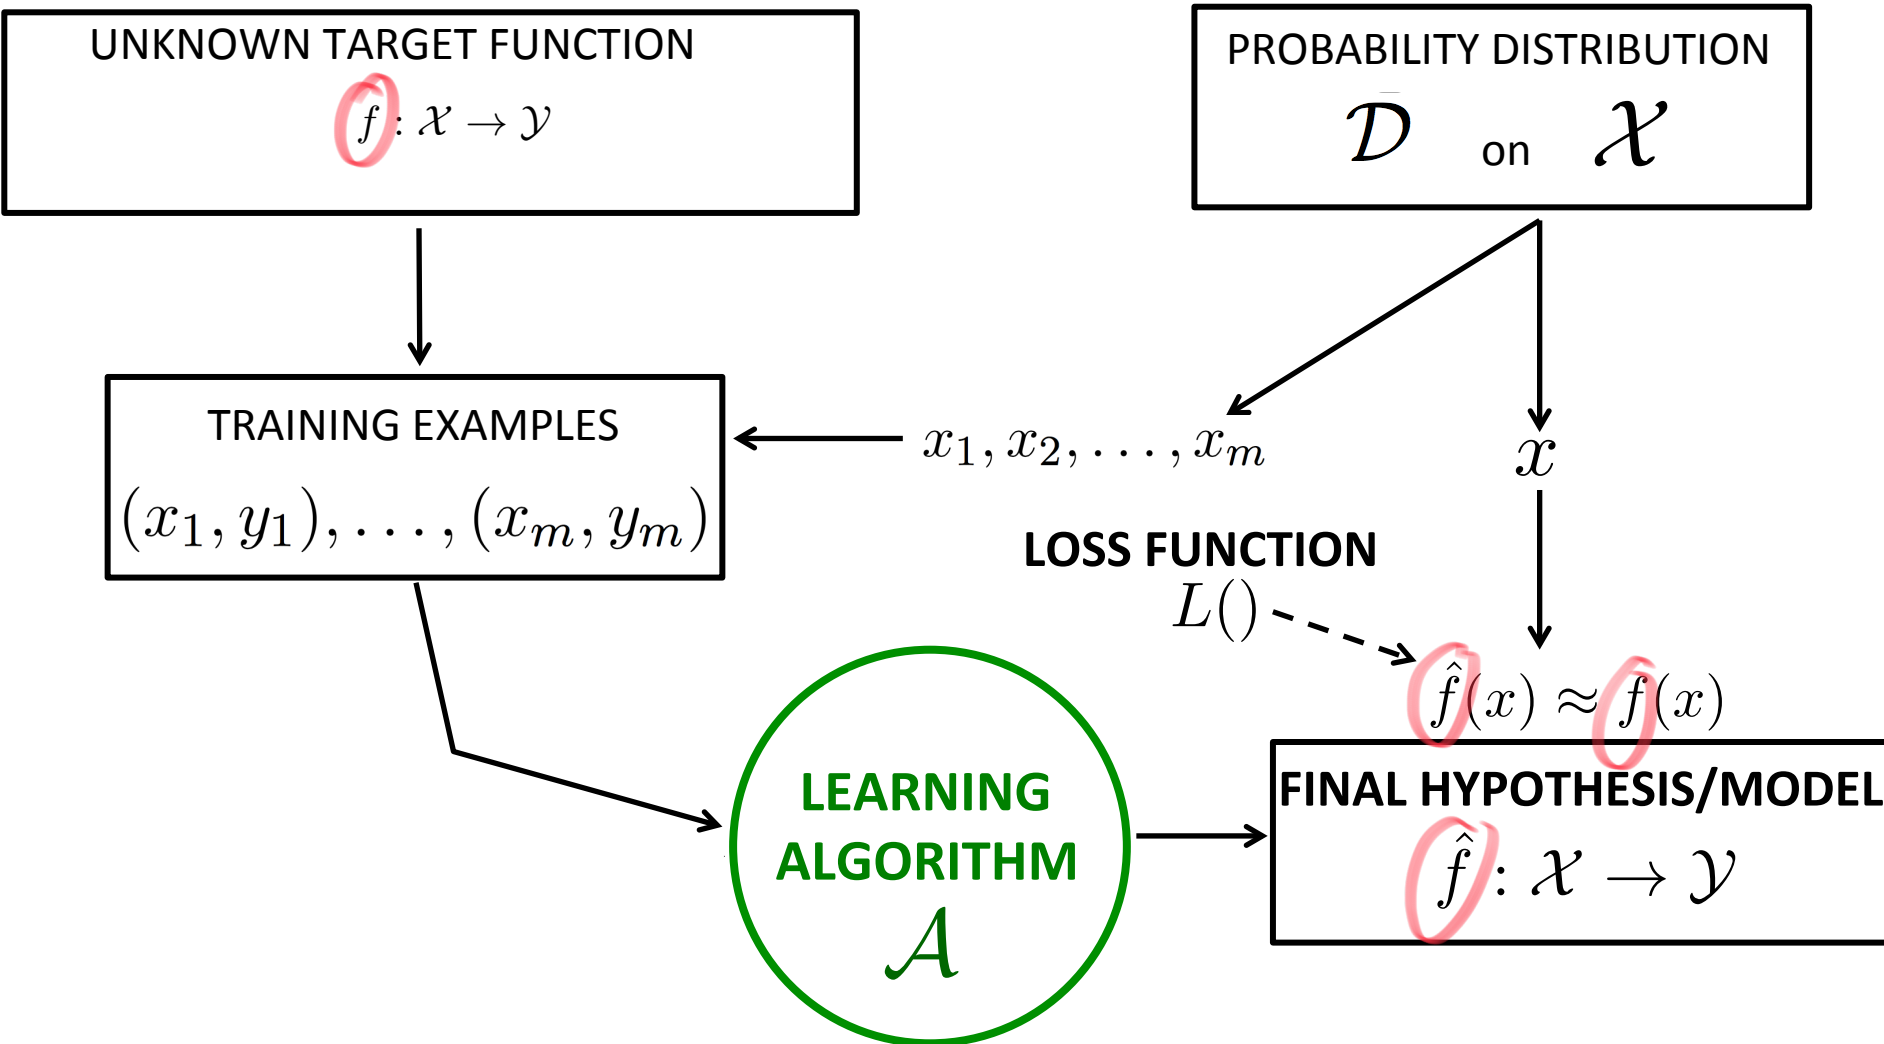 UNKNOWN TARGET FUNCTION
f : 𝒳 → 𝒴
PROBABILITY DISTRIBUTION
𝒟 on 𝒳
TRAINING EXAMPLES
(x₁, y₁), . . . , (xₘ, yₘ)
x₁, x₂, . . . , xₘ
x
LOSS FUNCTION
L()
f̂(x) ≈ f(x)
LEARNING
ALGORITHM
𝒜
FINAL HYPOTHESIS/MODEL
f̂ : 𝒳 → 𝒴